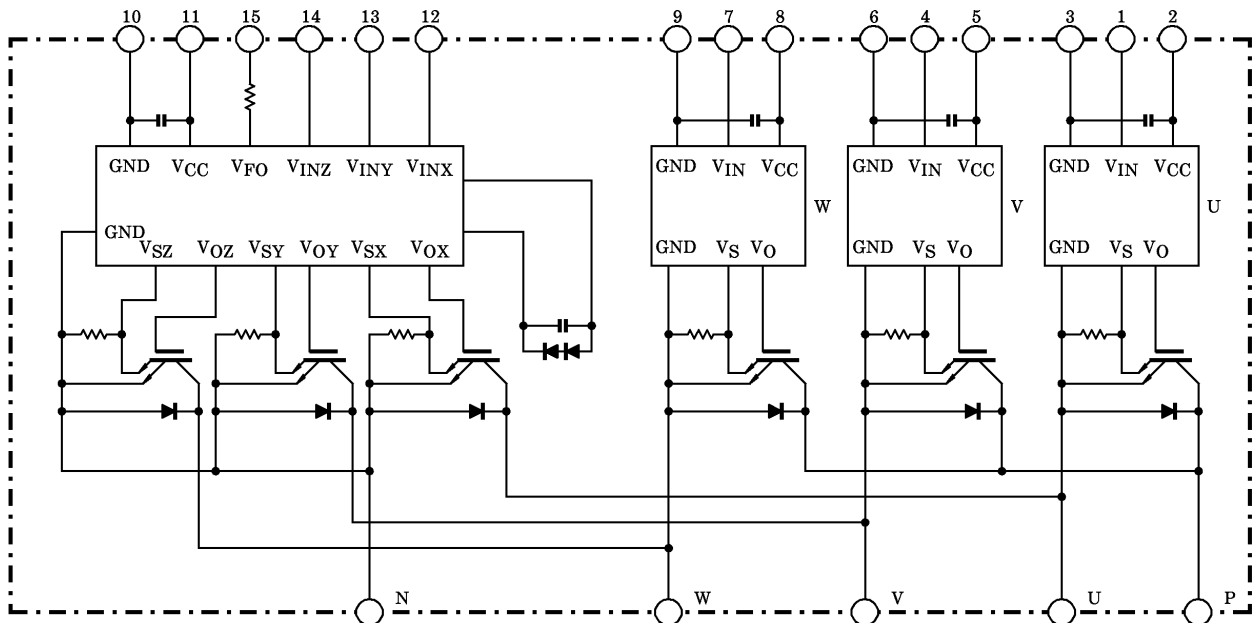 10 11 15 14 13 12 9 7 8 6 4 5 3 1 2
GND VCC VFO VINZ VINY VINX GND VIN VCC GND VIN VCC GND VIN VCC
W V U
GND
VSZ VOZ VSY VOY VSX VOX GND VS VO GND VS VO GND VS VO
N W V U P